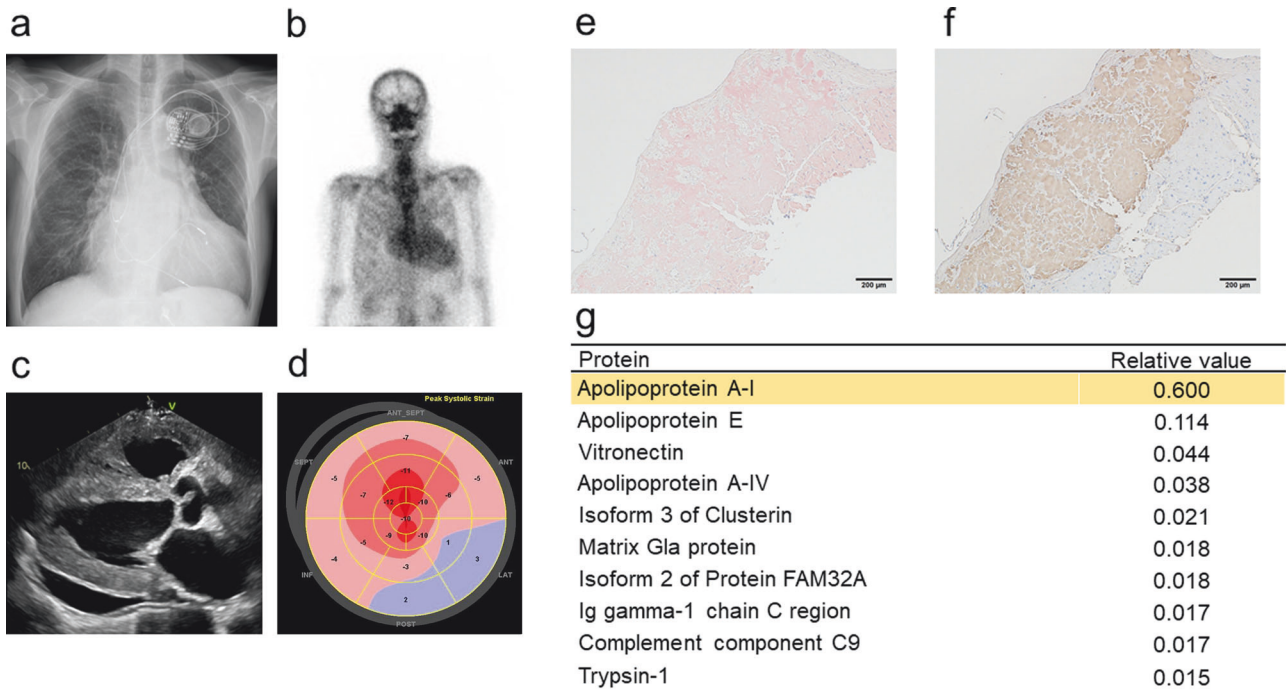 a
b
c
V
10
d
Peak Systolic Strain
ANT_SEPT
-7
SEPT
ANT
-5
-11
-5
-7
-6
-12
-10
-10
-9
-10
-5
1
-4
3
-3
INF
LAT
2
POST
e
200 µm
f
200 µm
g
Protein Relative value
Apolipoprotein A-I 0.600
Apolipoprotein E 0.114
Vitronectin 0.044
Apolipoprotein A-IV 0.038
Isoform 3 of Clusterin 0.021
Matrix Gla protein 0.018
Isoform 2 of Protein FAM32A 0.018
Ig gamma-1 chain C region 0.017
Complement component C9 0.017
Trypsin-1 0.015